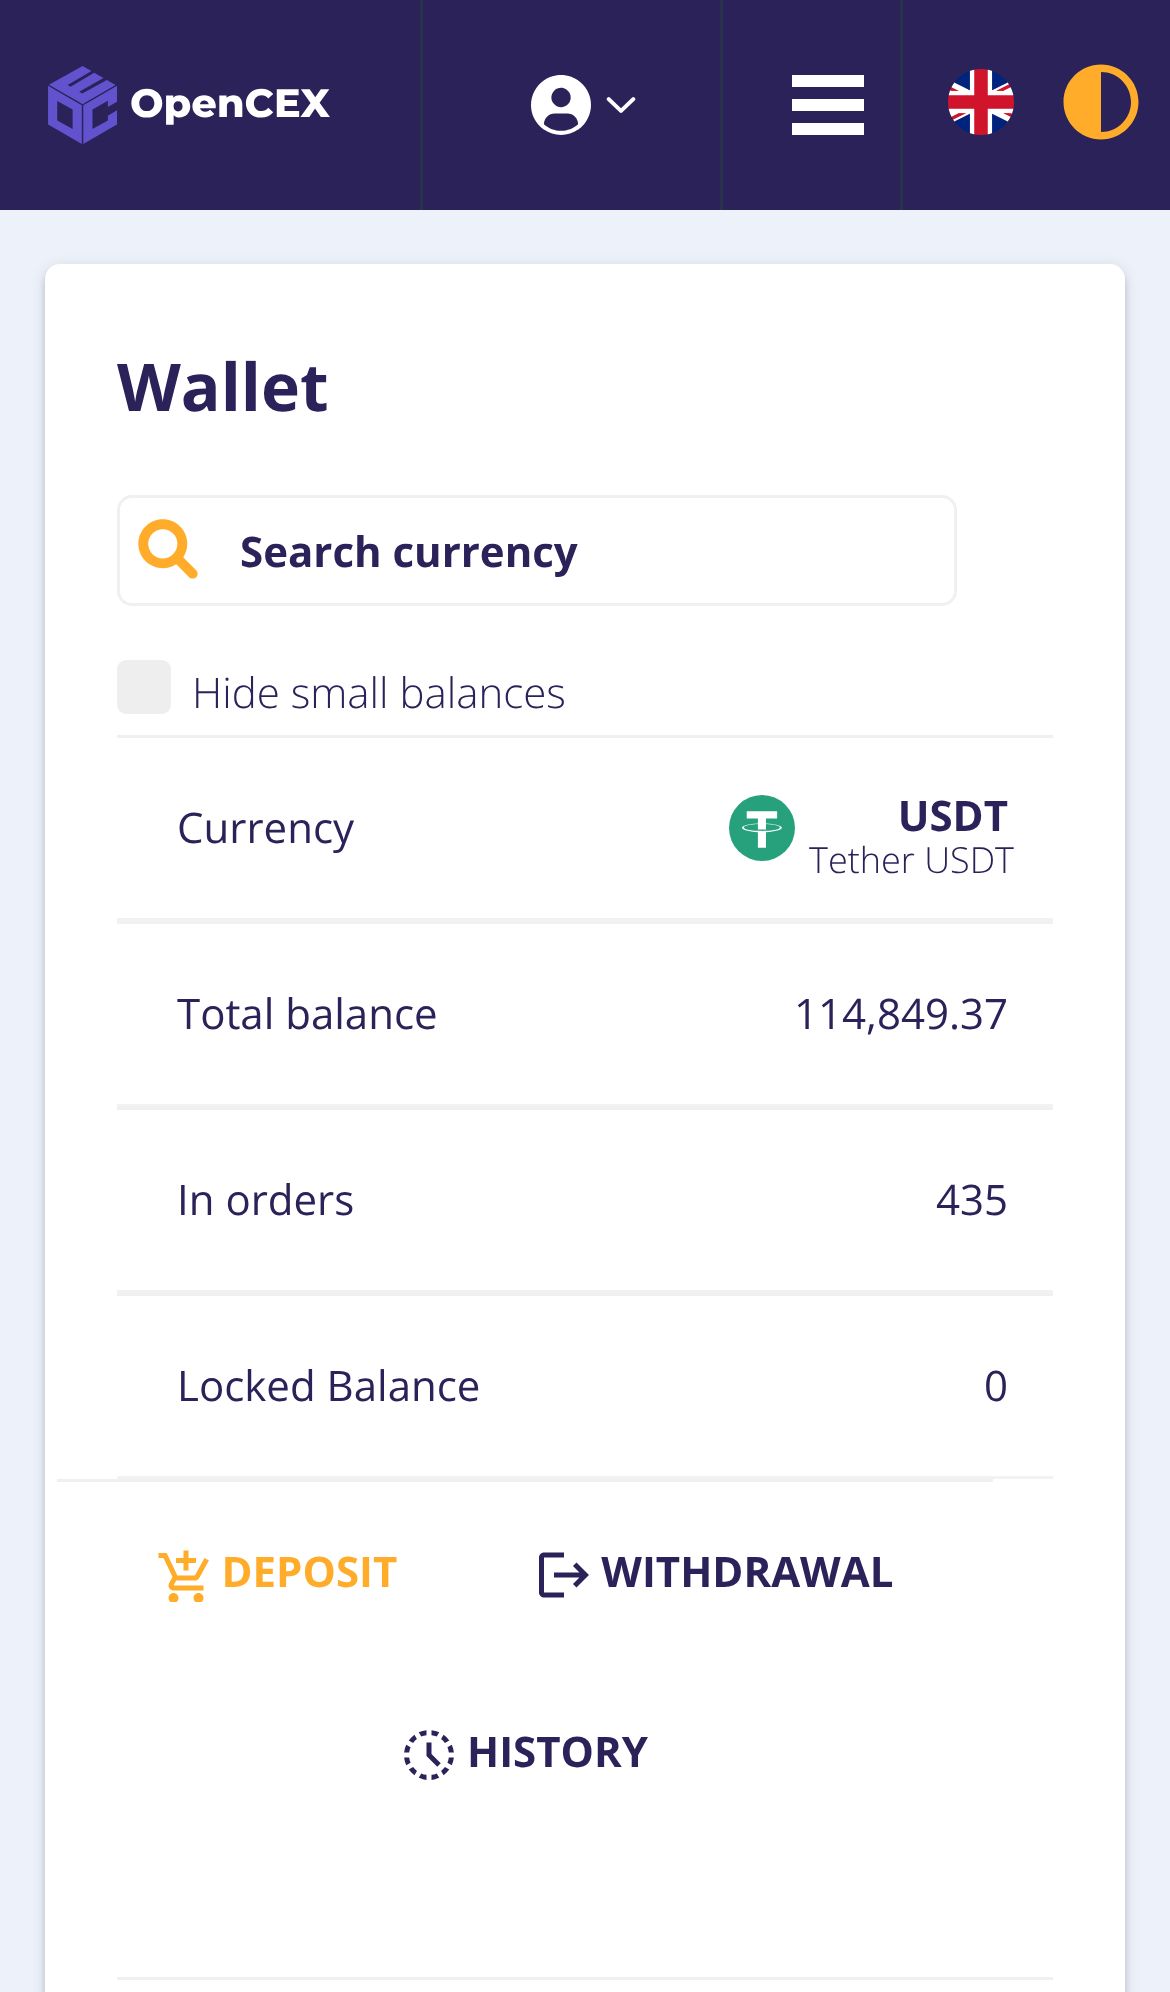 OpenCEX
Wallet
Search currency
Hide small balances
Currency
USDT
Tether USDT
Total balance 114,849.37
In orders 435
Locked Balance 0
DEPOSIT WITHDRAWAL
HISTORY